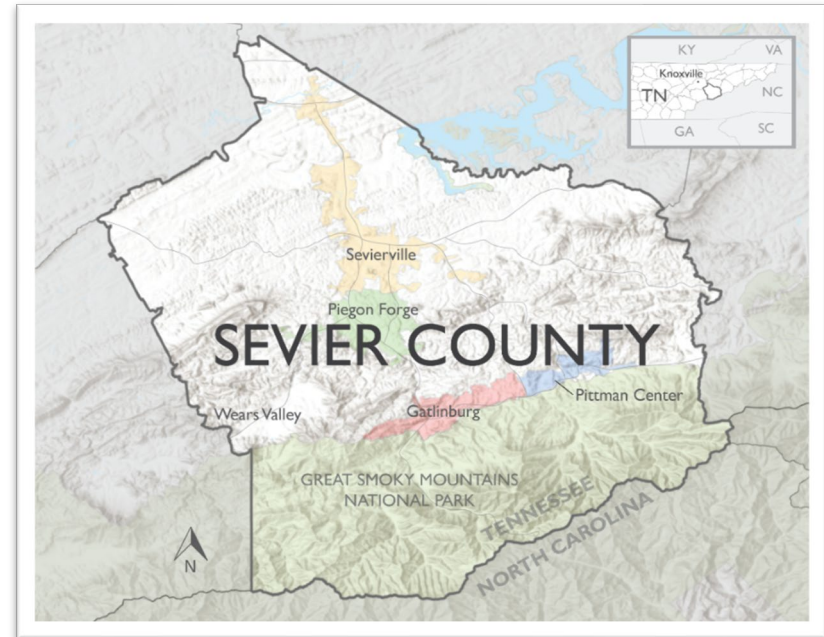 KY
VA
Knoxville
TN
NC
GA
SC
Sevierville
Piegon Forge
SEVIER COUNTY
Pittman Center
Wears Valley
Gatlinburg
GREAT SMOKY MOUNTAINS
NATIONAL PARK
TENNESSEE
NORTH CAROLINA
N